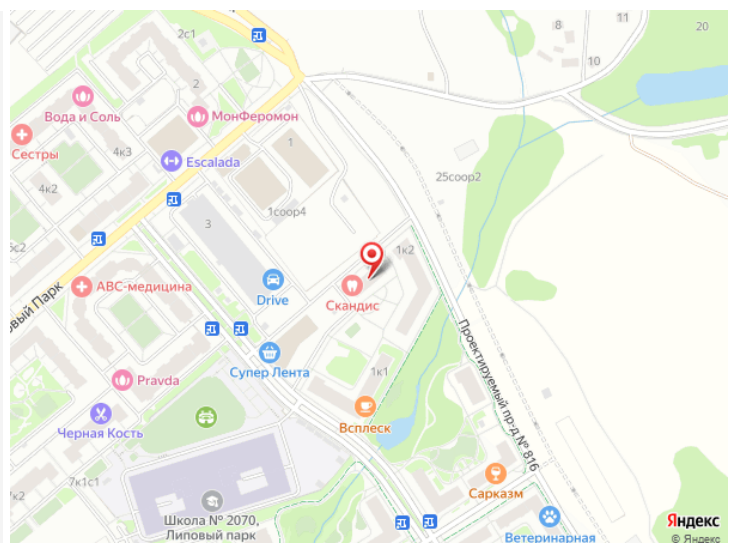 2с1
8
11
20
10
2
Вода и Соль
МонФеромон
Сестры
4к3
1
Escalada
4к2
25соор2
1соор4
3
1к2
АВС-медицина
Drive
Скандис
Супер Лента
Проектируемый пр-д № 816
Pravda
1к1
Черная Кость
Всплеск
7к1с1
Сарказм
Школа № 2070,
Липовый парк
Ветеринарная
Яндекс
© Яндекс